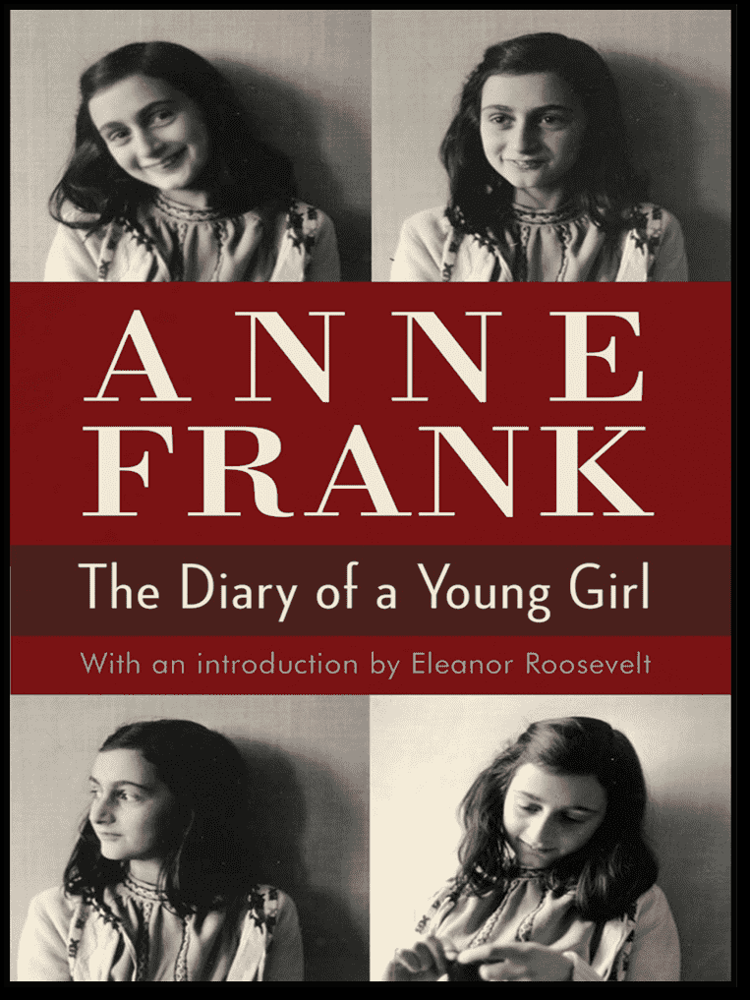 ANNE
FRANK
The Diary of a Young Girl
With an introduction by Eleanor Roosevelt